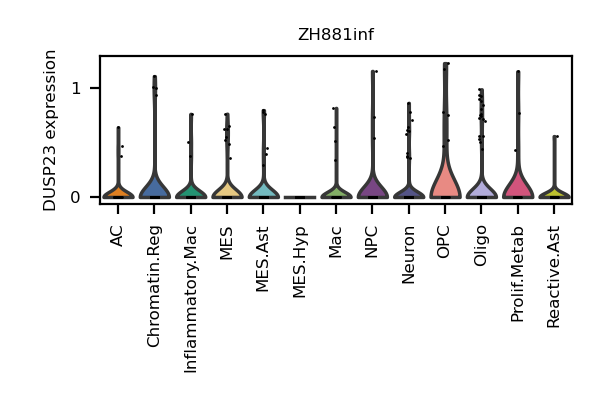 ZH881inf
DUSP23 expression
1
0
AC
Chromatin.Reg
Inflammatory.Mac
MES
MES.Ast
MES.Hyp
Mac
NPC
Neuron
OPC
Oligo
Prolif.Metab
Reactive.Ast